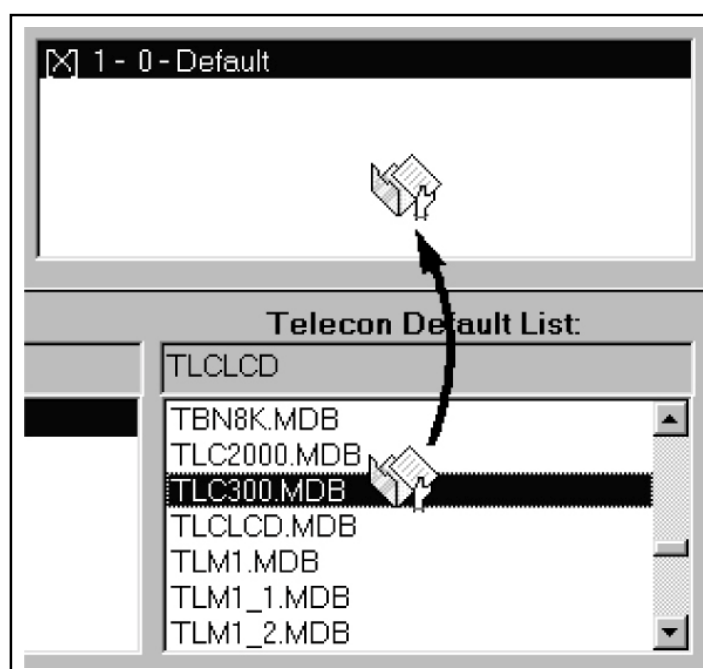 [X] 1 - 0 - Default
Telecon Default List:
TLCLCD
TBN8K.MDB
TLC2000.MDB
TLC300.MDB
TLCLCD.MDB
TLM1.MDB
TLM1_1.MDB
TLM1_2.MDB